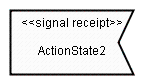 <<signal receipt>>
ActionState2